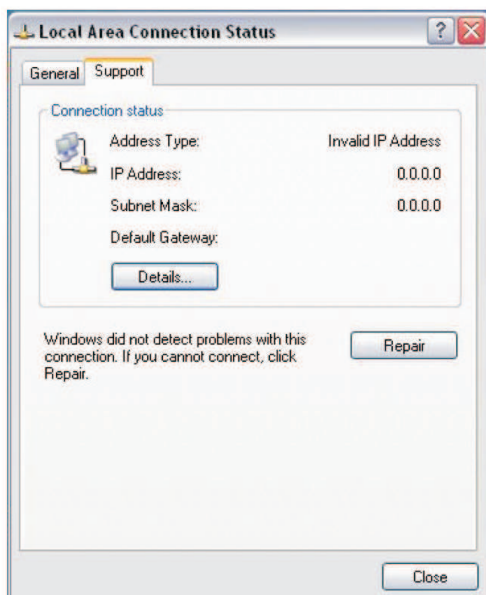 Local Area Connection Status
General Support
Connection status
Address Type: Invalid IP Address
IP Address: 0.0.0.0
Subnet Mask: 0.0.0.0
Default Gateway:
Details...
Windows did not detect problems with this
connection. If you cannot connect, click
Repair.
Repair
Close